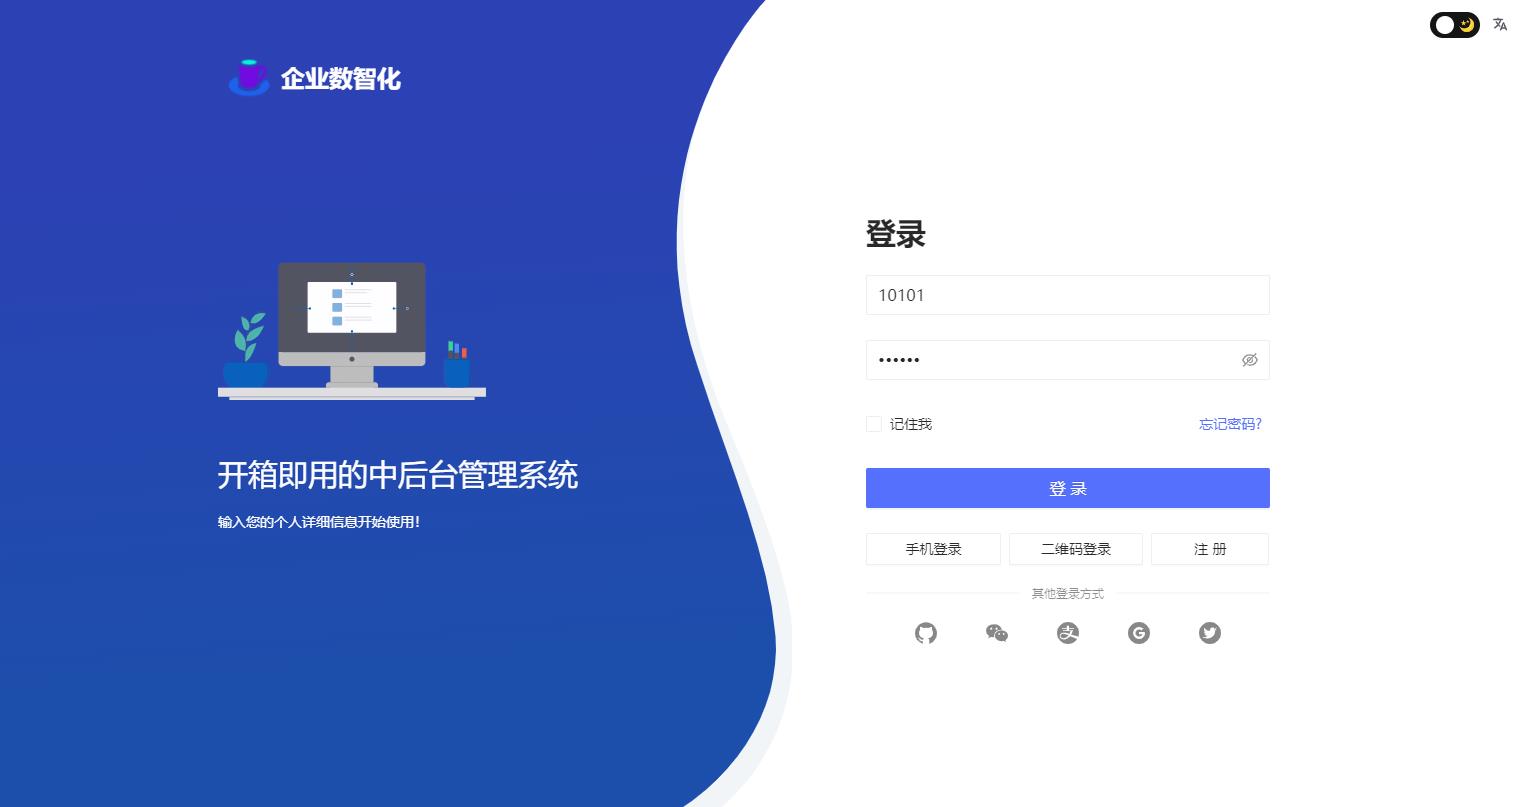 企业数智化
开箱即用的中后台管理系统
输入您的个人详细信息开始使用！
登录
10101
••••••
记住我
忘记密码?
登 录
手机登录
二维码登录
注 册
其他登录方式